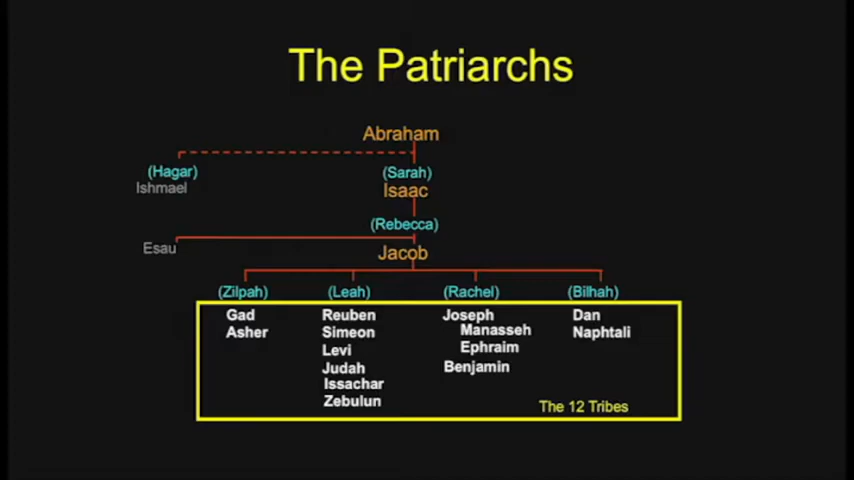 The Patriarchs
Abraham
(Hagar)
Ishmael
(Sarah)
Isaac
(Rebecca)
Esau
Jacob
(Zilpah)
Gad
Asher
(Leah)
Reuben
Simeon
Levi
Judah
Issachar
Zebulun
(Rachel)
Joseph
Manasseh
Ephraim
Benjamin
(Bilhah)
Dan
Naphtali
The 12 Tribes